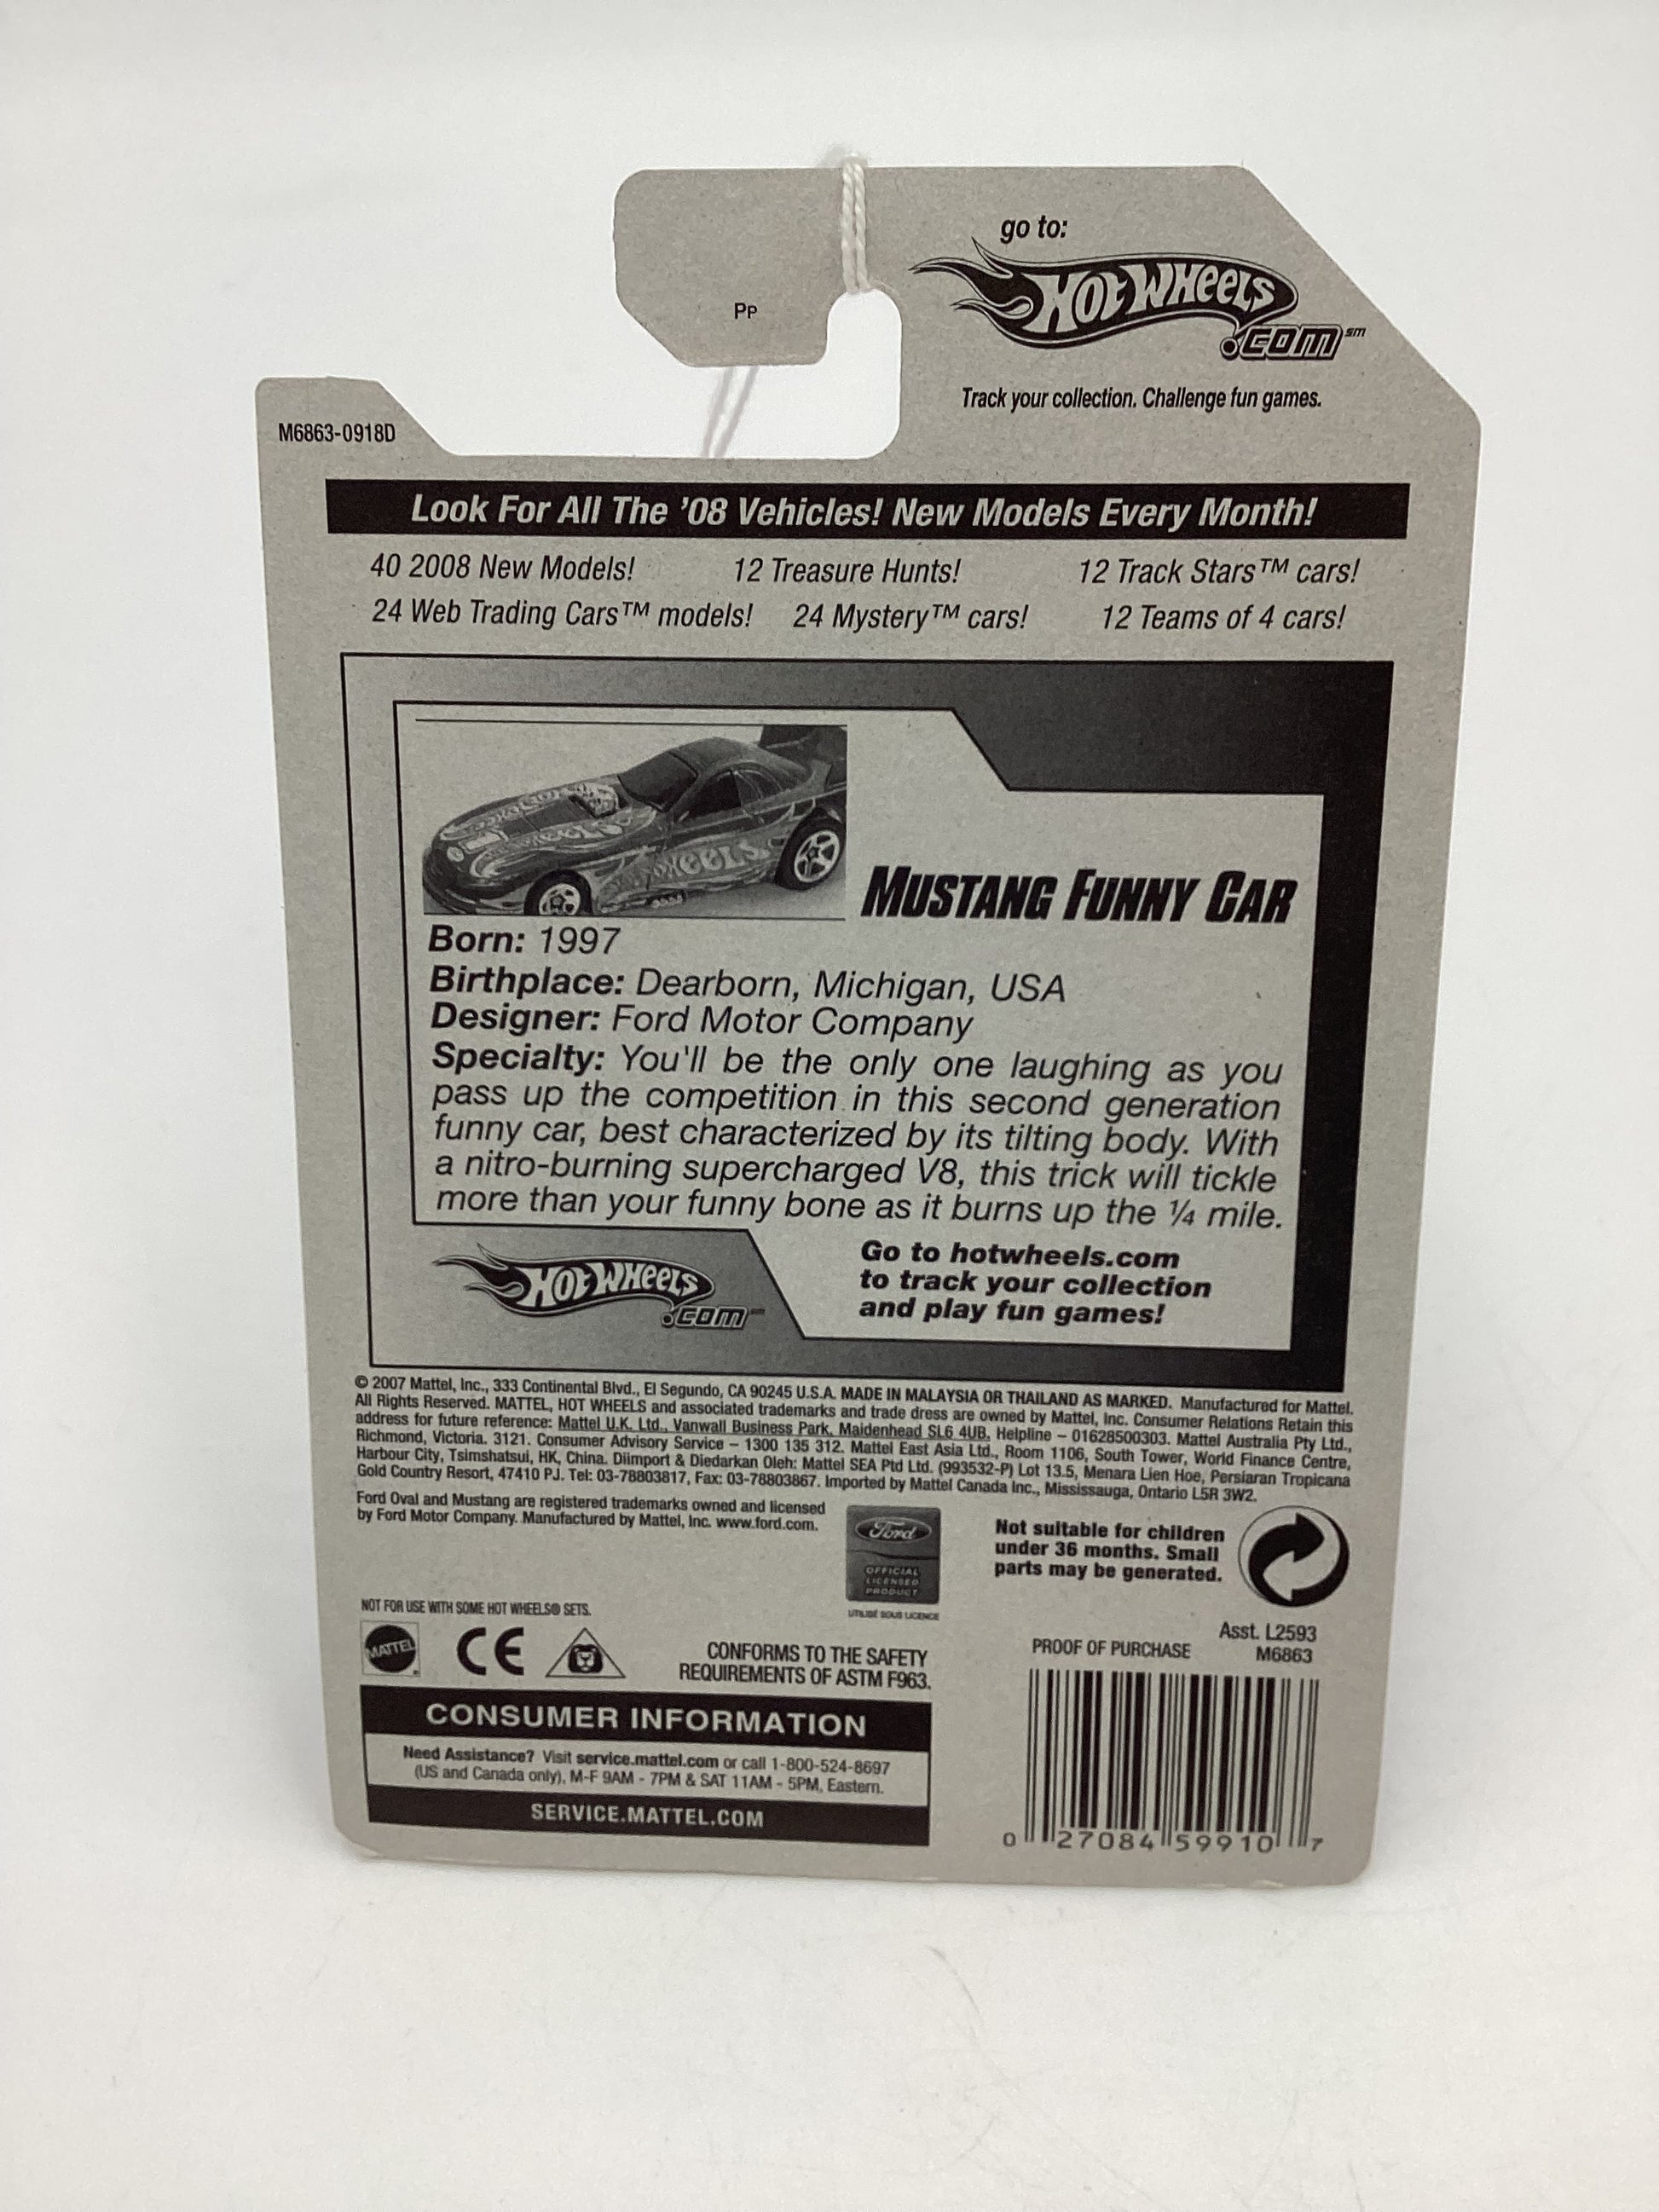 go to:
HOT WHEELS
.COM℠
Track your collection. Challenge fun games.
PP
M6863-0918D
Look For All The '08 Vehicles! New Models Every Month!
40 2008 New Models! 12 Treasure Hunts! 12 Track Stars™ cars!
24 Web Trading Cars™ models! 24 Mystery™ cars! 12 Teams of 4 cars!
MUSTANG FUNNY CAR
Born: 1997
Birthplace: Dearborn, Michigan, USA
Designer: Ford Motor Company
Specialty: You'll be the only one laughing as you
pass up the competition in this second generation
funny car, best characterized by its tilting body. With
a nitro-burning supercharged V8, this trick will tickle
more than your funny bone as it burns up the ¼ mile.
HOT WHEELS
.COM
Go to hotwheels.com
to track your collection
and play fun games!
© 2007 Mattel, Inc., 333 Continental Blvd., El Segundo, CA 90245 U.S.A. MADE IN MALAYSIA OR THAILAND AS MARKED. Manufactured for Mattel.
All Rights Reserved. MATTEL, HOT WHEELS and associated trademarks and trade dress are owned by Mattel, Inc. Consumer Relations Retain this
address for future reference: Mattel U.K. Ltd., Vanwall Business Park, Maidenhead SL6 4UB. Helpline – 01628500303. Mattel Australia Pty Ltd.,
Richmond, Victoria. 3121. Consumer Advisory Service – 1300 135 312. Mattel East Asia Ltd., Room 1106, South Tower, World Finance Centre,
Harbour City, Tsimshatsui, HK, China. Diimport & Diedarkan Oleh: Mattel SEA Ptd Ltd. (993532-P) Lot 13.5, Menara Lien Hoe, Persiaran Tropicana
Gold Country Resort, 47410 PJ. Tel: 03-78803817, Fax: 03-78803867. Imported by Mattel Canada Inc., Mississauga, Ontario L5R 3W2.
Ford Oval and Mustang are registered trademarks owned and licensed
by Ford Motor Company. Manufactured by Mattel, Inc. www.ford.com.
Ford
OFFICIAL
LICENSED
PRODUCT
UTILISÉ SOUS LICENCE
Not suitable for children
under 36 months. Small
parts may be generated.
NOT FOR USE WITH SOME HOT WHEELS® SETS.
MATTEL
CE
CONFORMS TO THE SAFETY
REQUIREMENTS OF ASTM F963.
PROOF OF PURCHASE
Asst. L2593
M6863
CONSUMER INFORMATION
Need Assistance? Visit service.mattel.com or call 1-800-524-8697
(US and Canada only), M-F 9AM - 7PM & SAT 11AM - 5PM, Eastern.
SERVICE.MATTEL.COM
0 27084 59910 7